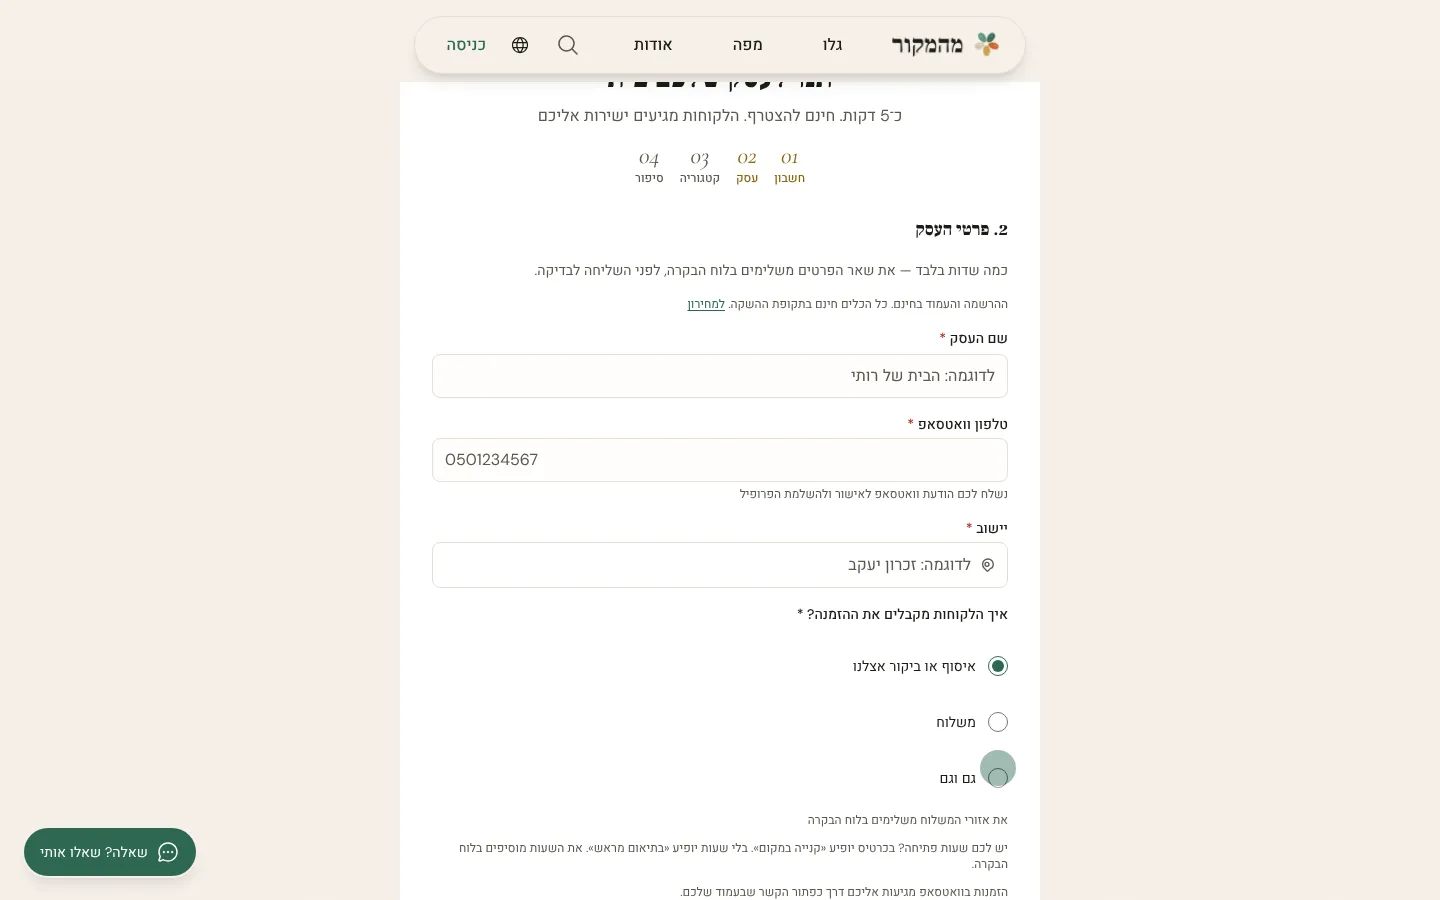 מהמקור
גלו
מפה
אודות
כניסה
כ־5 דקות. חינם להצטרף. הלקוחות מגיעים ישירות אליכם
01 02 03 04
חשבון עסק קטגוריה סיפור
2. פרטי העסק
כמה שדות בלבד — את שאר הפרטים משלימים בלוח הבקרה, לפני השליחה לבדיקה.
ההרשמה והעמוד בחינם. כל הכלים חינם בתקופת ההשקה. למחירון
שם העסק *
לדוגמה: הבית של רותי
טלפון וואטסאפ *
0501234567
נשלח לכם הודעת וואטסאפ לאישור ולהשלמת הפרופיל
יישוב *
לדוגמה: זכרון יעקב
איך הלקוחות מקבלים את ההזמנה? *
איסוף או ביקור אצלנו
משלוח
גם וגם
את אזורי המשלוח משלימים בלוח הבקרה
יש לכם שעות פתיחה? בכרטיס יופיע «קנייה במקום». בלי שעות יופיע «בתיאום מראש». את השעות מוסיפים בלוח
הבקרה.
הזמנות בוואטסאפ מגיעות אליכם דרך כפתור הקשר שבעמוד שלכם.
שאלה? שאלו אותי